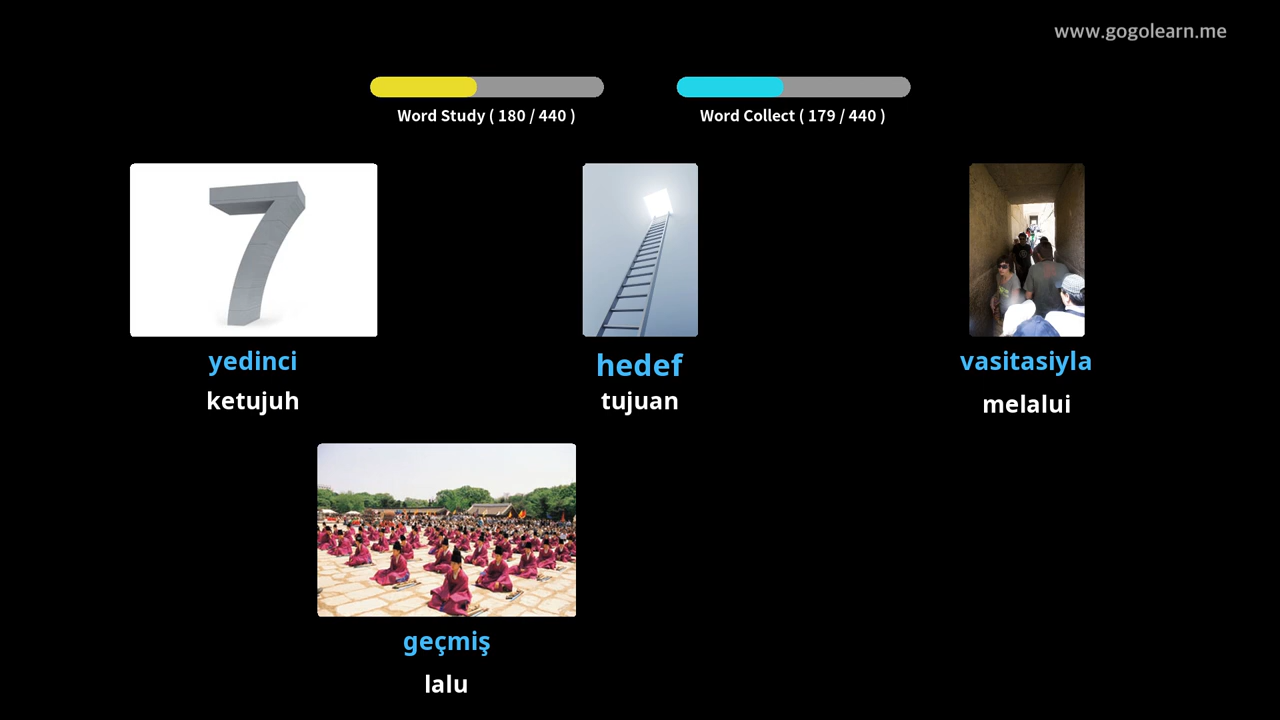 www.gogolearn.me
Word Study ( 180 / 440 )
Word Collect ( 179 / 440 )
7
yedinci
ketujuh
hedef
tujuan
vasitasiyla
melalui
geçmiş
lalu